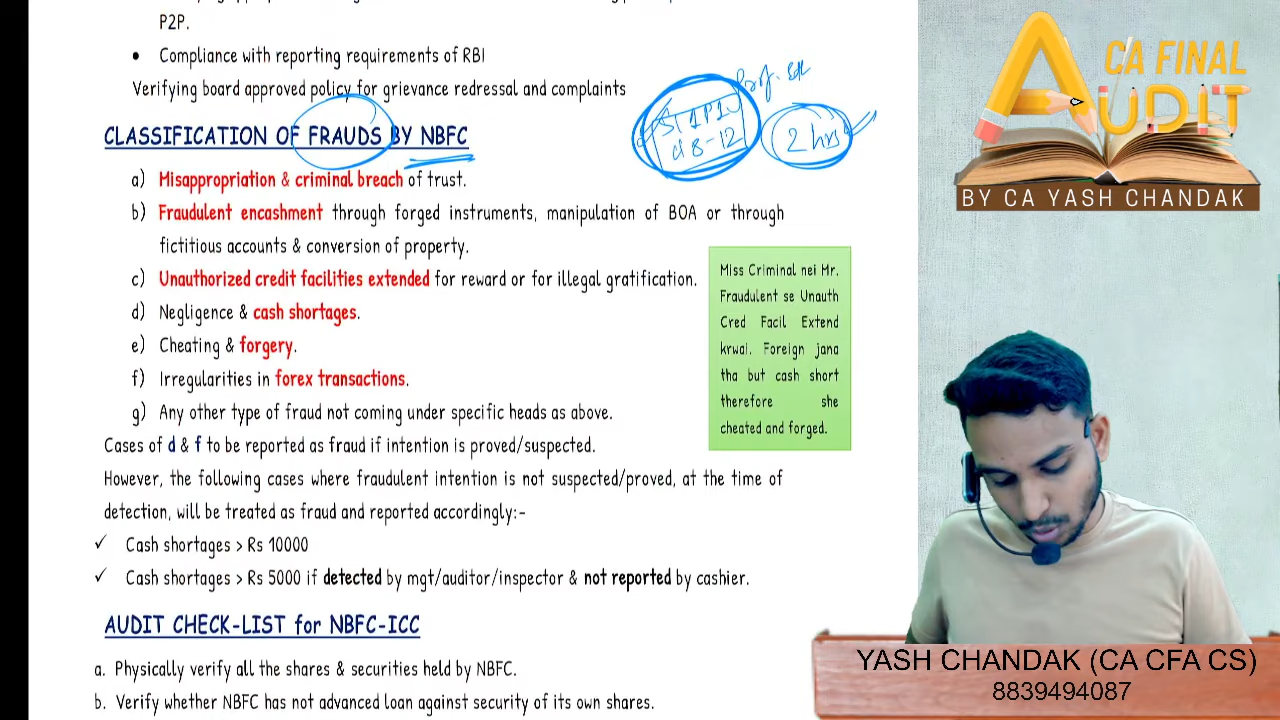 P2P.
• Compliance with reporting requirements of RBI
Verifying board approved policy for grievance redressal and complaints
CLASSIFICATION OF FRAUDS BY NBFC
a) Misappropriation & criminal breach of trust.
b) Fraudulent encashment through forged instruments, manipulation of BOA or through
fictitious accounts & conversion of property.
c) Unauthorized credit facilities extended for reward or for illegal gratification.
d) Negligence & cash shortages.
e) Cheating & forgery.
f) Irregularities in forex transactions.
g) Any other type of fraud not coming under specific heads as above.
Cases of d & f to be reported as fraud if intention is proved/suspected.
However, the following cases where fraudulent intention is not suspected/proved, at the time of
detection, will be treated as fraud and reported accordingly:-
✓ Cash shortages > Rs 10000
✓ Cash shortages > Rs 5000 if detected by mgt/auditor/inspector & not reported by cashier.
AUDIT CHECK-LIST for NBFC-ICC
a. Physically verify all the shares & securities held by NBFC.
b. Verify whether NBFC has not advanced loan against security of its own shares.
8-12
2 hrs
Miss Criminal nei Mr.
Fraudulent se Unauth
Cred Facil Extend
krwai. Foreign jana
tha but cash short
therefore she
cheated and forged.
CA FINAL
AUDIT
BY CA YASH CHANDAK
YASH CHANDAK (CA CFA CS)
8839494087